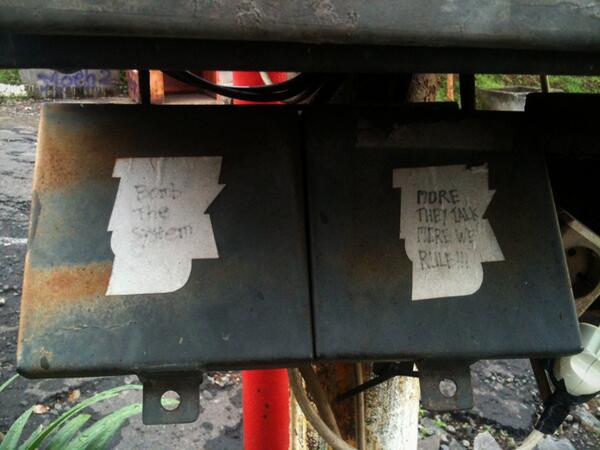 Bomb
The
System
MORE
THEY TALK
MORE WE
RULE!!!